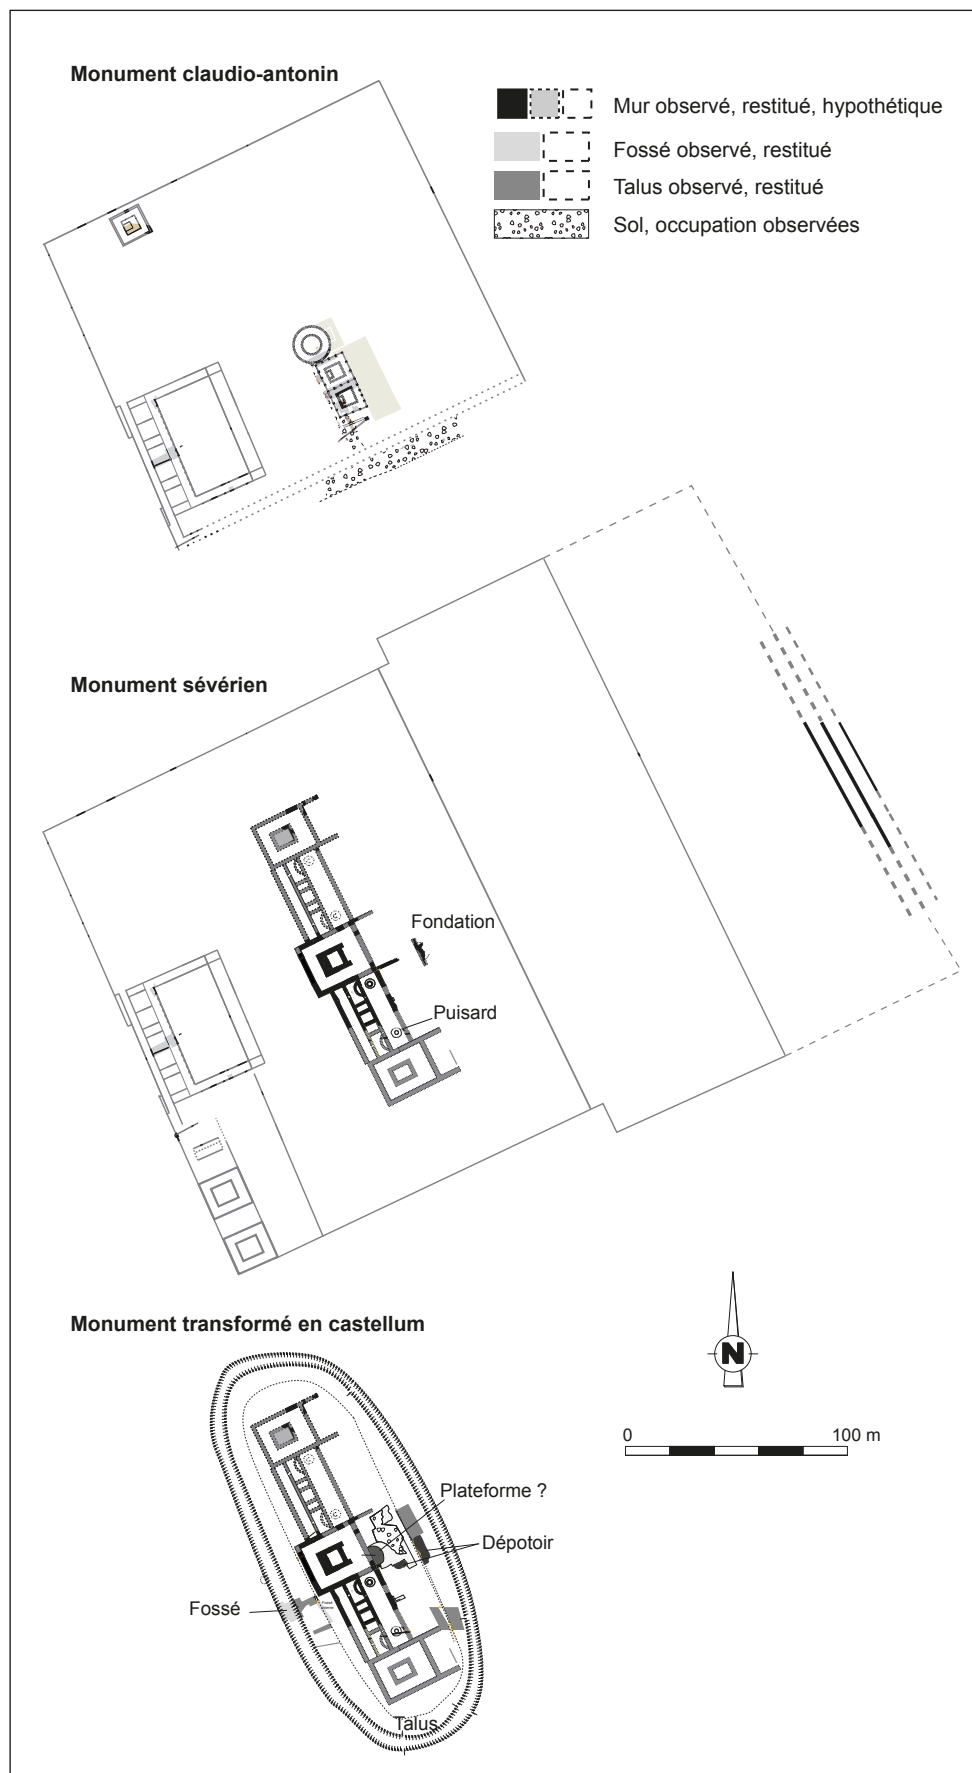 Monument claudio-antonin
Mur observé, restitué, hypothétique
Fossé observé, restitué
Talus observé, restitué
Sol, occupation observées
Monument sévérien
Fondation
Puisard
Monument transformé en castellum
N
0 100 m
Plateforme ?
Dépotoir
Fossé
Talus